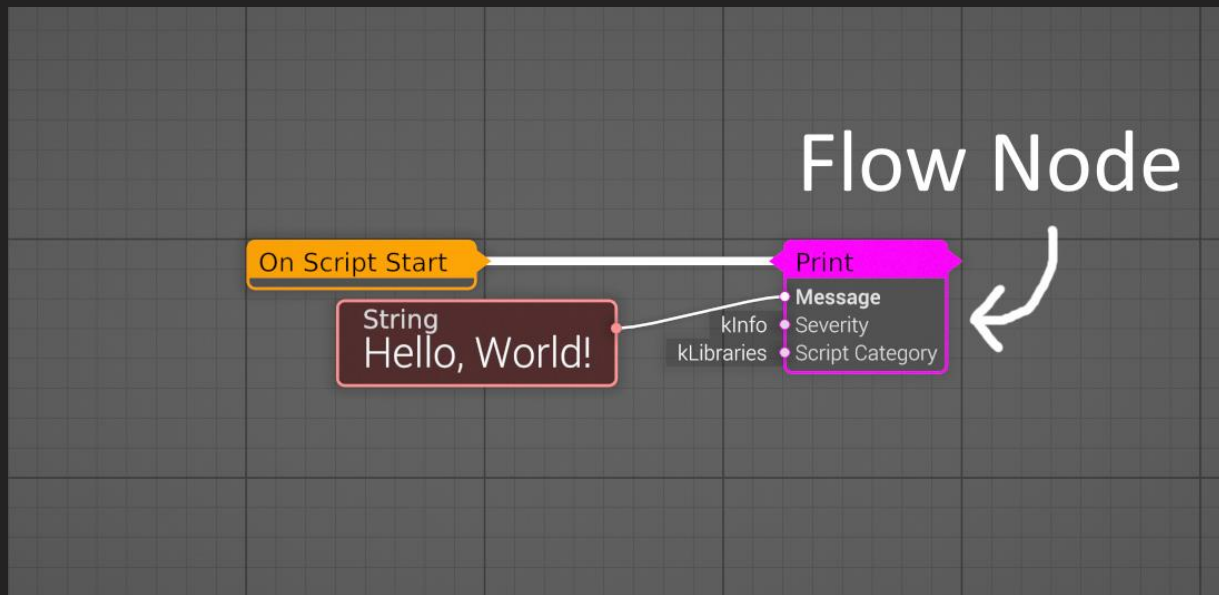 Flow Node
On Script Start
Print
String
Hello, World!
Message
kInfo Severity
kLibraries Script Category